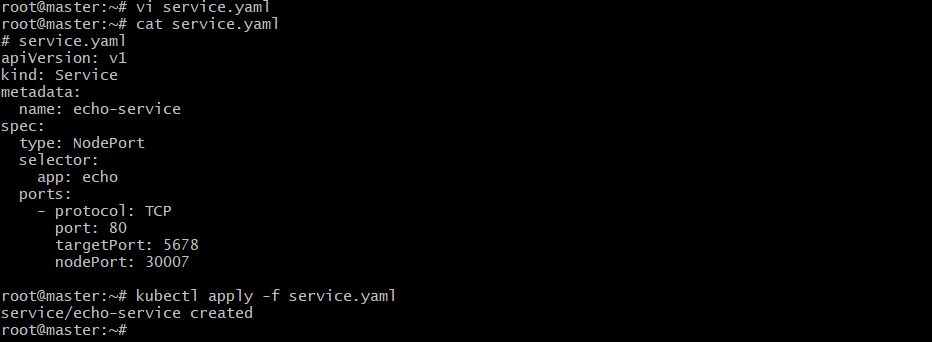 root@master:~# vi service.yaml
root@master:~# cat service.yaml
# service.yaml
apiVersion: v1
kind: Service
metadata:
  name: echo-service
spec:
  type: NodePort
  selector:
    app: echo
  ports:
    - protocol: TCP
      port: 80
      targetPort: 5678
      nodePort: 30007

root@master:~# kubectl apply -f service.yaml
service/echo-service created
root@master:~#